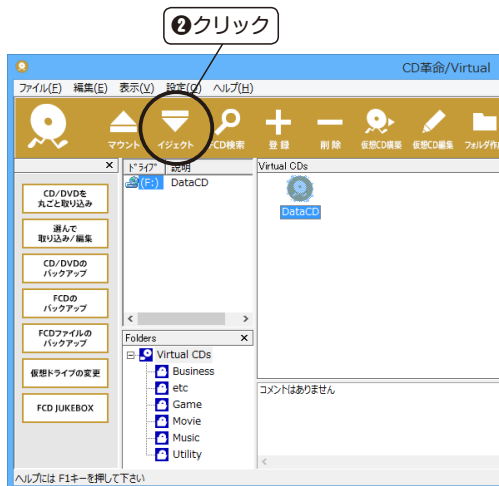 ❷クリック
CD革命/Virtual
ファイル(F) 編集(E) 表示(V) 設定(O) ヘルプ(H)
マウント イジェクト FCD検索 登録 削除 仮想CD構築 仮想CD編集 フォルダ作
CD/DVDを
丸ごと取り込み
選んで
取り込み/編集
CD/DVDの
バックアップ
FCDの
バックアップ
FCDファイルの
バックアップ
仮想ドライブの変更
FCD JUKEBOX
ドライブ 説明
(F:) DataCD
Folders
Virtual CDs
Business
etc
Game
Movie
Music
Utility
Virtual CDs
DataCD
コメントはありません
ヘルプには F1キーを押して下さい